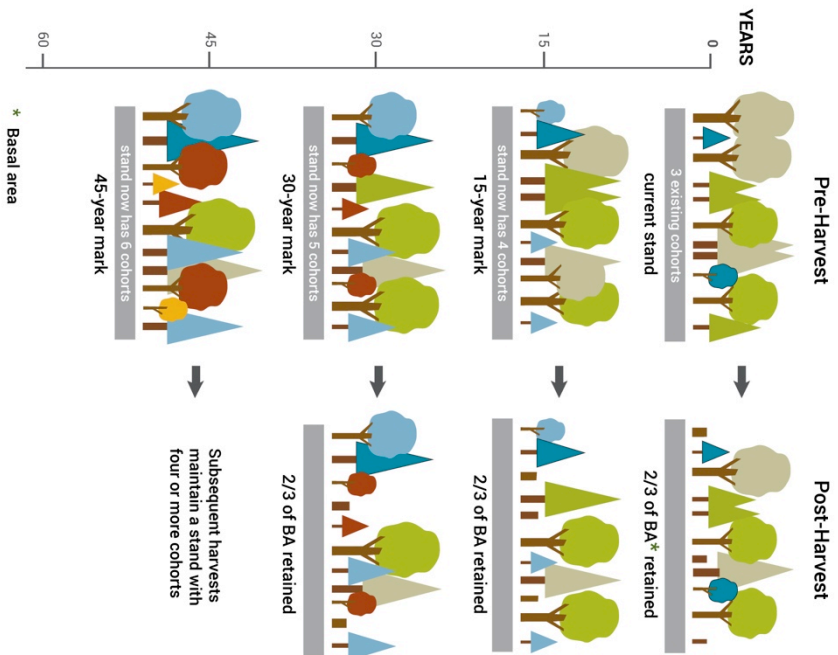 YEARS
0
15
30
45
60
Pre-Harvest
Post-Harvest
3 existing cohorts
current stand
2/3 of BA* retained
stand now has 4 cohorts
15-year mark
2/3 of BA retained
stand now has 5 cohorts
30-year mark
2/3 of BA retained
stand now has 6 cohorts
45-year mark
Subsequent harvests
maintain a stand with
four or more cohorts
* Basal area